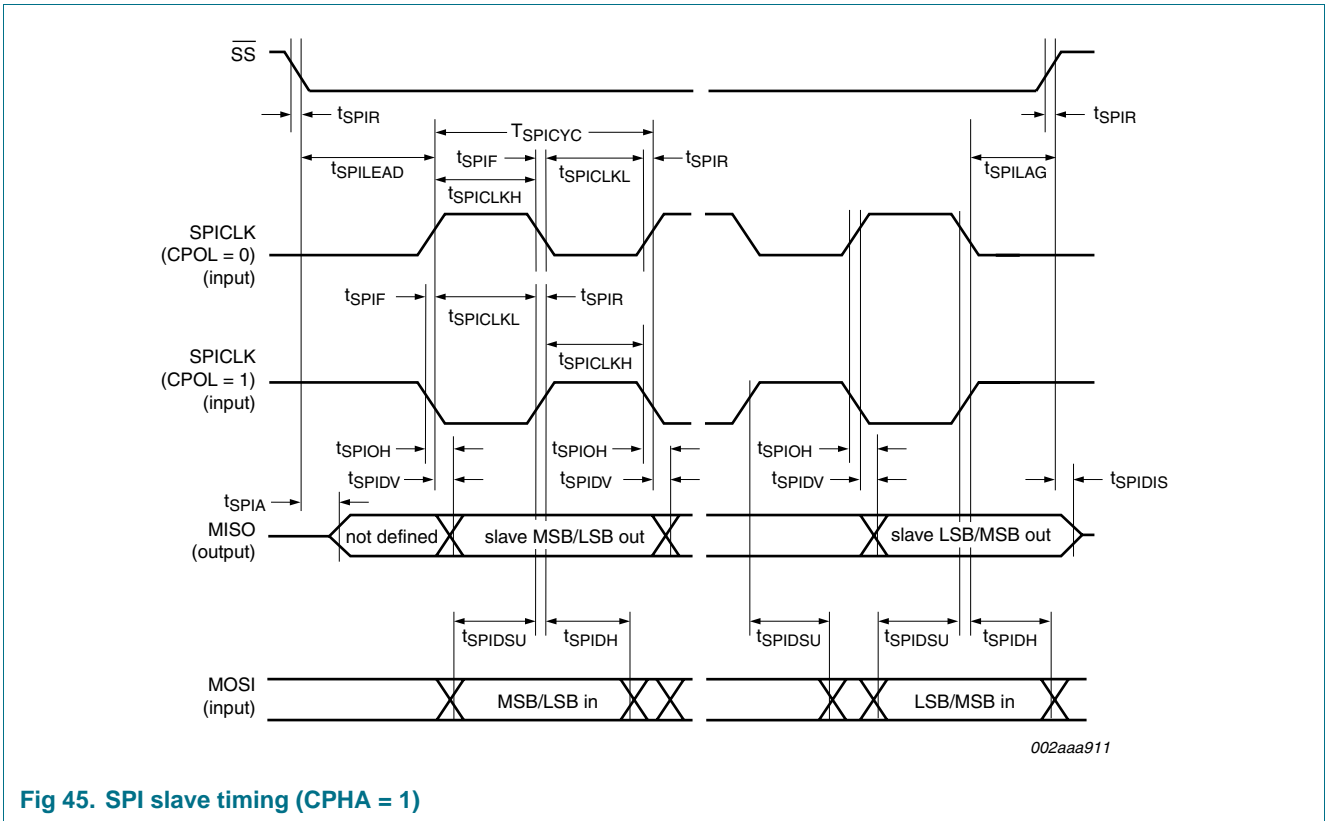 SS
tSPIR
tSPIR
TSPICYC
tSPIF
tSPIR
tSPILEAD
tSPICLKL
tSPILAG
tSPICLKH
SPICLK
(CPOL = 0)
(input)
tSPIF
tSPIR
tSPICLKL
SPICLK
(CPOL = 1)
(input)
tSPICLKH
tSPIOH
tSPIOH
tSPIOH
tSPIDV
tSPIDV
tSPIDV
tSPIDIS
tSPIA
MISO
(output)
not defined
slave MSB/LSB out
slave LSB/MSB out
tSPIDSU
tSPIDH
tSPIDSU
tSPIDSU
tSPIDH
MOSI
(input)
MSB/LSB in
LSB/MSB in
002aaa911
Fig 45. SPI slave timing (CPHA = 1)